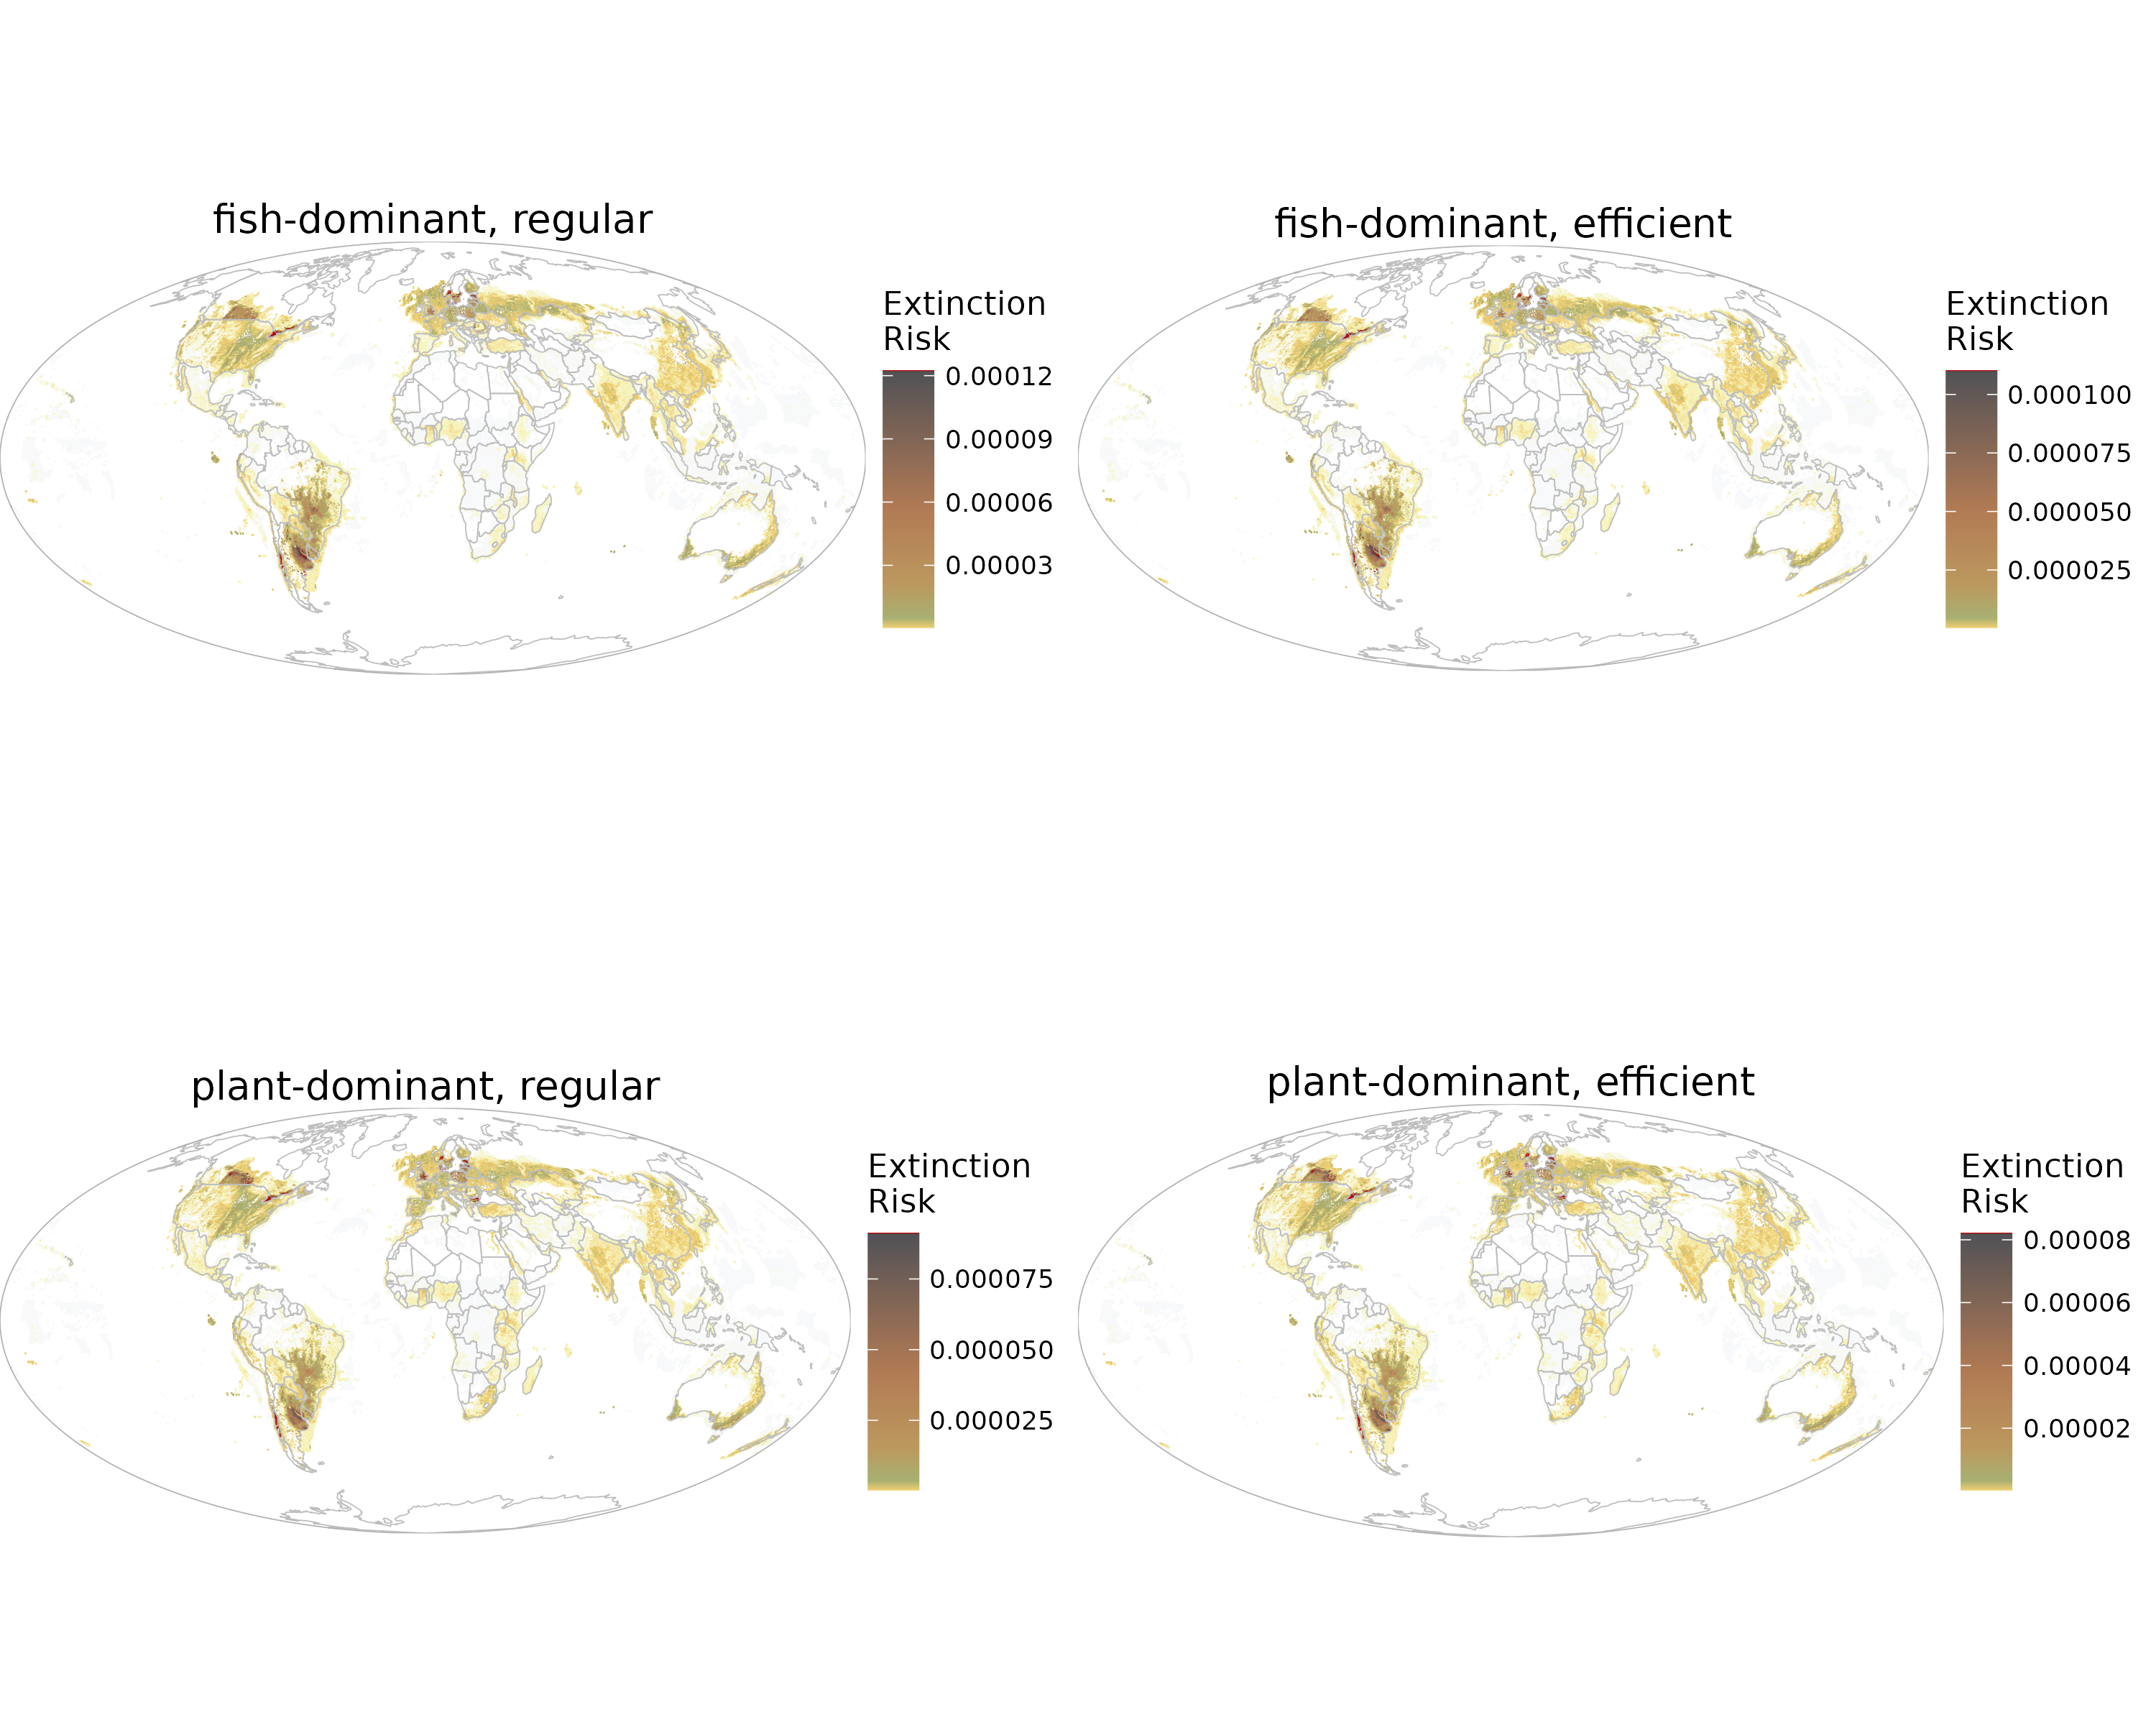 fish-dominant, regular
Extinction
Risk
0.00012
0.00009
0.00006
0.00003
fish-dominant, efficient
Extinction
Risk
0.000100
0.000075
0.000050
0.000025
plant-dominant, regular
Extinction
Risk
0.000075
0.000050
0.000025
plant-dominant, efficient
Extinction
Risk
0.00008
0.00006
0.00004
0.00002